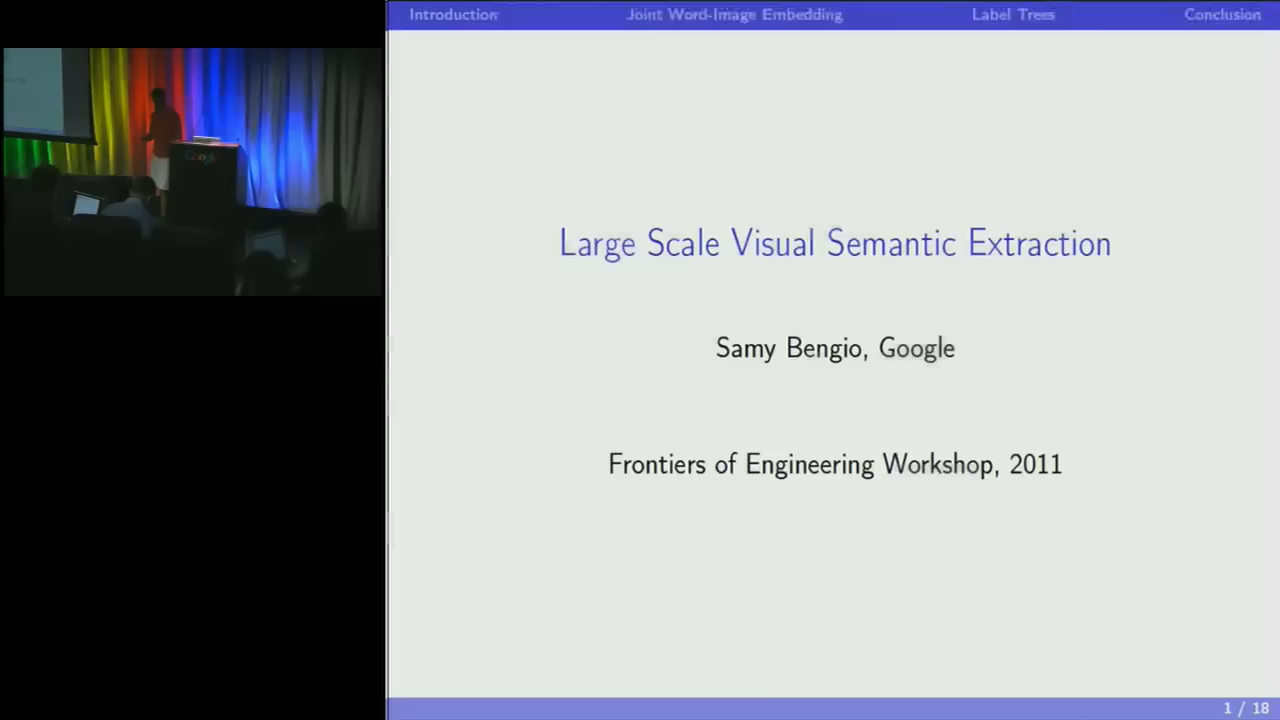 Introduction Joint Word-Image Embedding Label Trees Conclusion
Google
Large Scale Visual Semantic Extraction
Samy Bengio, Google
Frontiers of Engineering Workshop, 2011
1 / 18